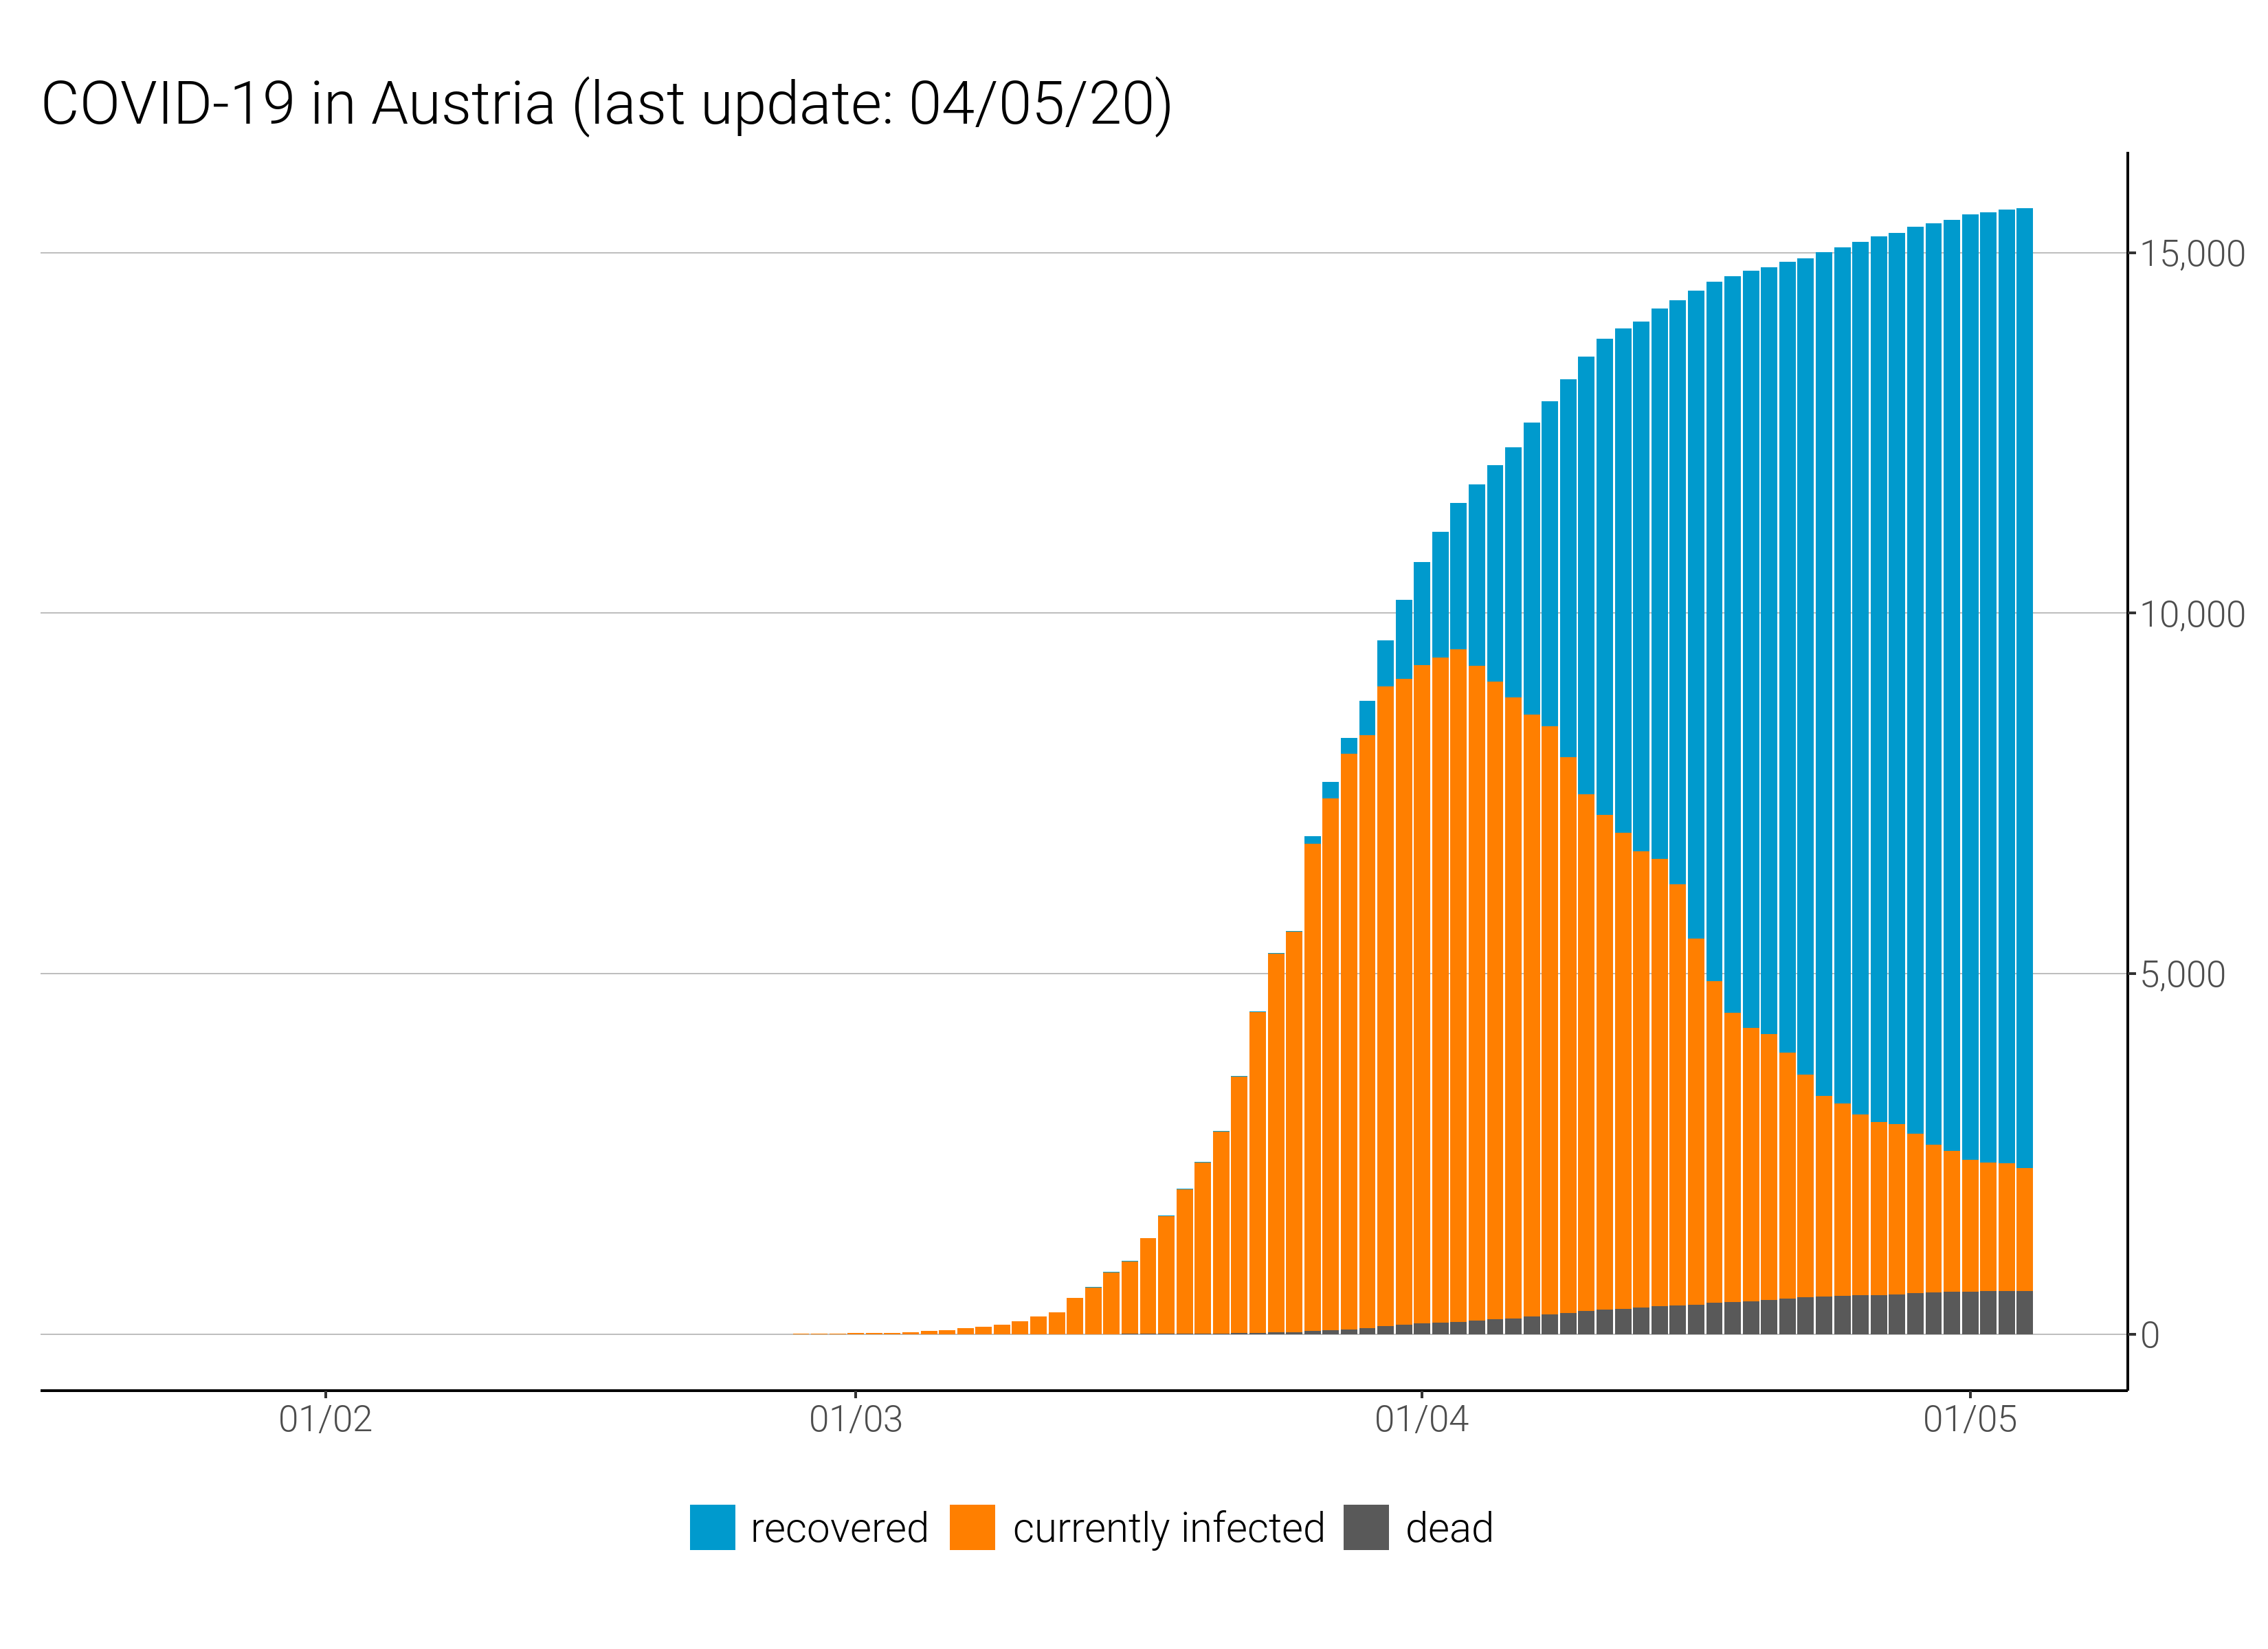 COVID-19 in Austria (last update: 04/05/20)
15,000
10,000
5,000
0
01/02 01/03 01/04 01/05
recovered currently infected dead